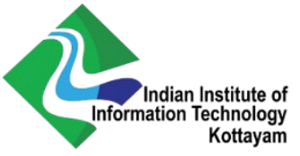 Indian Institute of
Information Technology
Kottayam